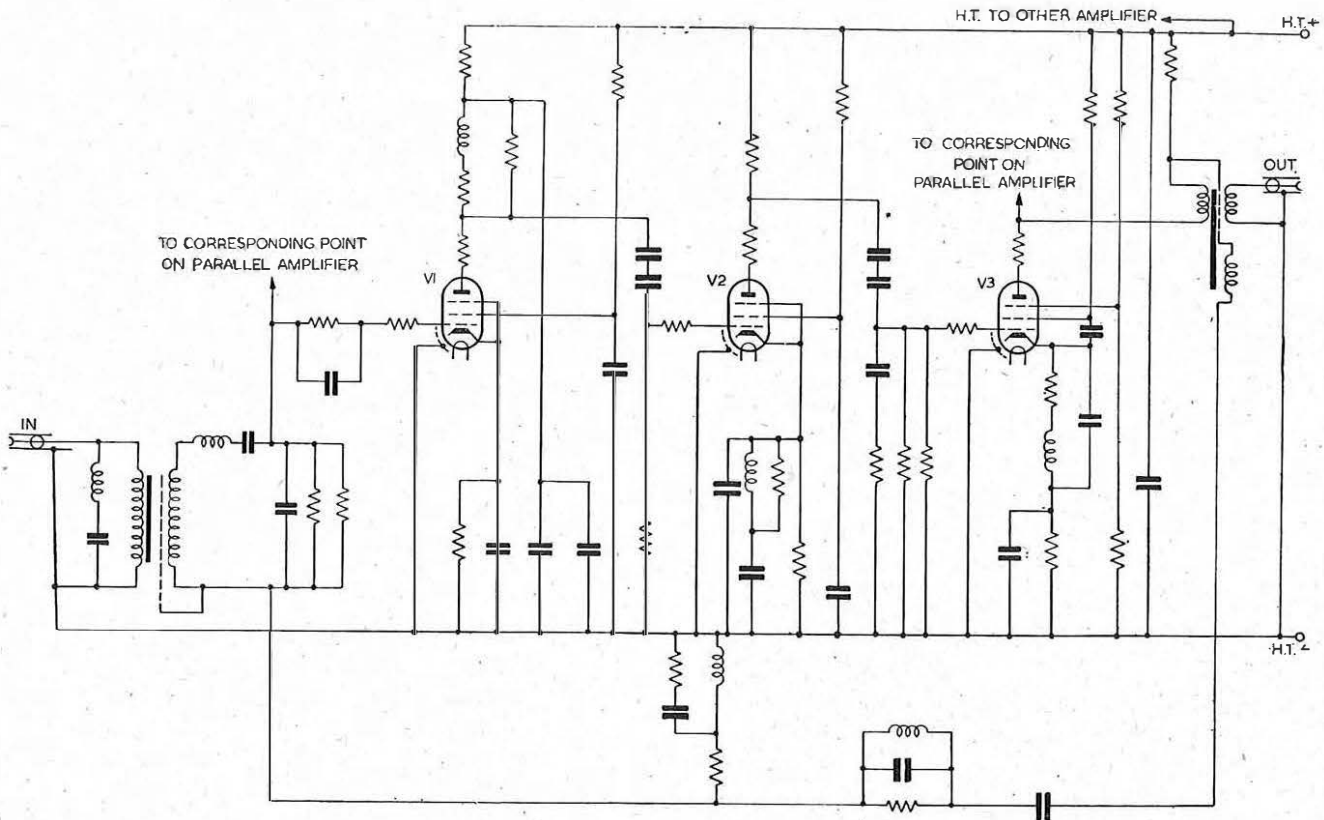 H.T. TO OTHER AMPLIFIER
H.T.+
TO CORRESPONDING
POINT ON
PARALLEL AMPLIFIER
OUT.
TO CORRESPONDING POINT
ON PARALLEL AMPLIFIER
V1
V2
V3
IN
H.T.-